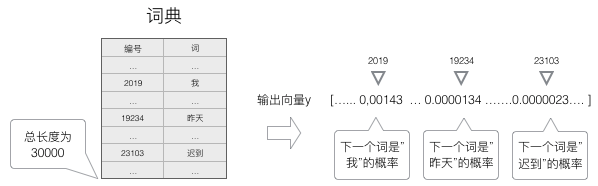 词典
编号 词
... ...
2019 我
... ...
19234 昨天
... ...
23103 迟到
... ...
总长度为
30000
2019 19234 23103
输出向量y [...... 0,00143 ... 0.0000134 .......0.0000023.... ]
下一个词是”
我”的概率
下一个词是”
昨天”的概率
下一个词是”
迟到”的概率